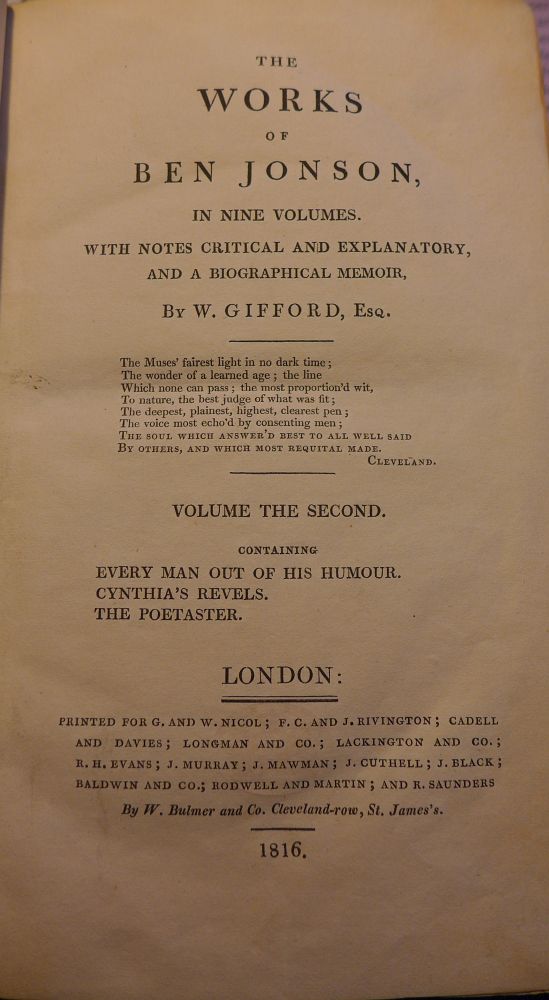 THE
WORKS
OF
BEN JONSON,
IN NINE VOLUMES.
WITH NOTES CRITICAL AND EXPLANATORY,
AND A BIOGRAPHICAL MEMOIR,
BY W. GIFFORD, ESQ.
The Muses' fairest light in no dark time;
The wonder of a learned age; the line
Which none can pass; the most proportion'd wit,
To nature, the best judge of what was fit;
The deepest, plainest, highest, clearest pen;
The voice most echo'd by consenting men;
THE SOUL WHICH ANSWER'D BEST TO ALL WELL SAID
BY OTHERS, AND WHICH MOST REQUITAL MADE.
CLEVELAND.
VOLUME THE SECOND.
CONTAINING
EVERY MAN OUT OF HIS HUMOUR.
CYNTHIA'S REVELS.
THE POETASTER.
LONDON:
PRINTED FOR G. AND W. NICOL; F. C. AND J. RIVINGTON; CADELL
AND DAVIES; LONGMAN AND CO.; LACKINGTON AND CO.;
R. H. EVANS; J. MURRAY; J. MAWMAN; J. CUTHELL; J. BLACK;
BALDWIN AND CO.; RODWELL AND MARTIN; AND R. SAUNDERS
By W. Bulmer and Co. Cleveland-row, St. James's.
1816.